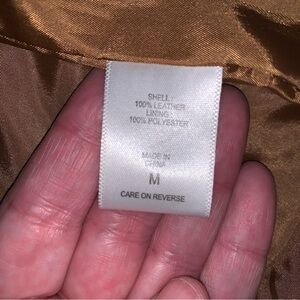 SHELL:
100% LEATHER
LINING:
100% POLYESTER
MADE IN
CHINA
M
CARE ON REVERSE